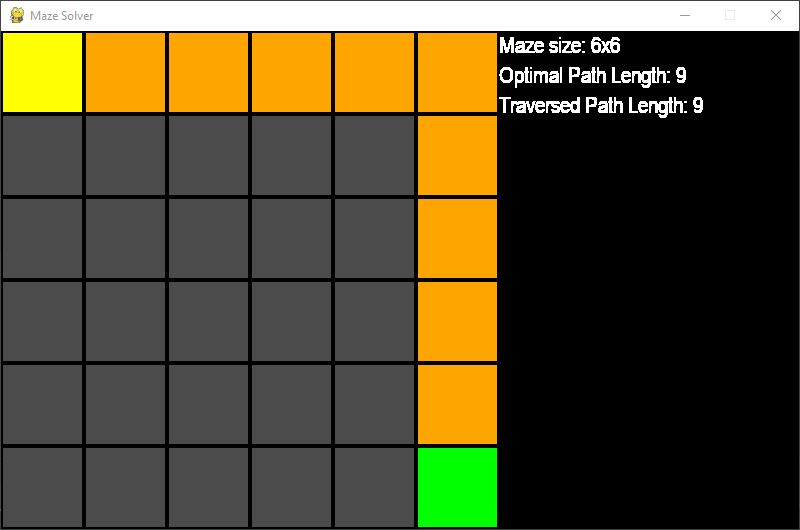 Maze Solver
Maze size: 6x6
Optimal Path Length: 9
Traversed Path Length: 9